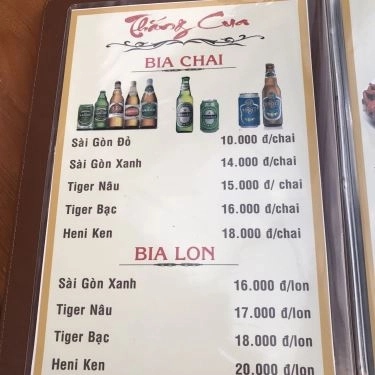 Thắng Cua
BIA CHAI
Sài Gòn Đỏ 10.000 đ/chai
Sài Gòn Xanh 14.000 đ/chai
Tiger Nâu 15.000 đ/ chai
Tiger Bạc 16.000 đ/chai
Heni Ken 18.000 đ/chai
BIA LON
Sài Gòn Xanh 16.000 đ/lon
Tiger Nâu 17.000 đ/lon
Tiger Bạc 18.000 đ/lon
Heni Ken 20.000 đ/lon